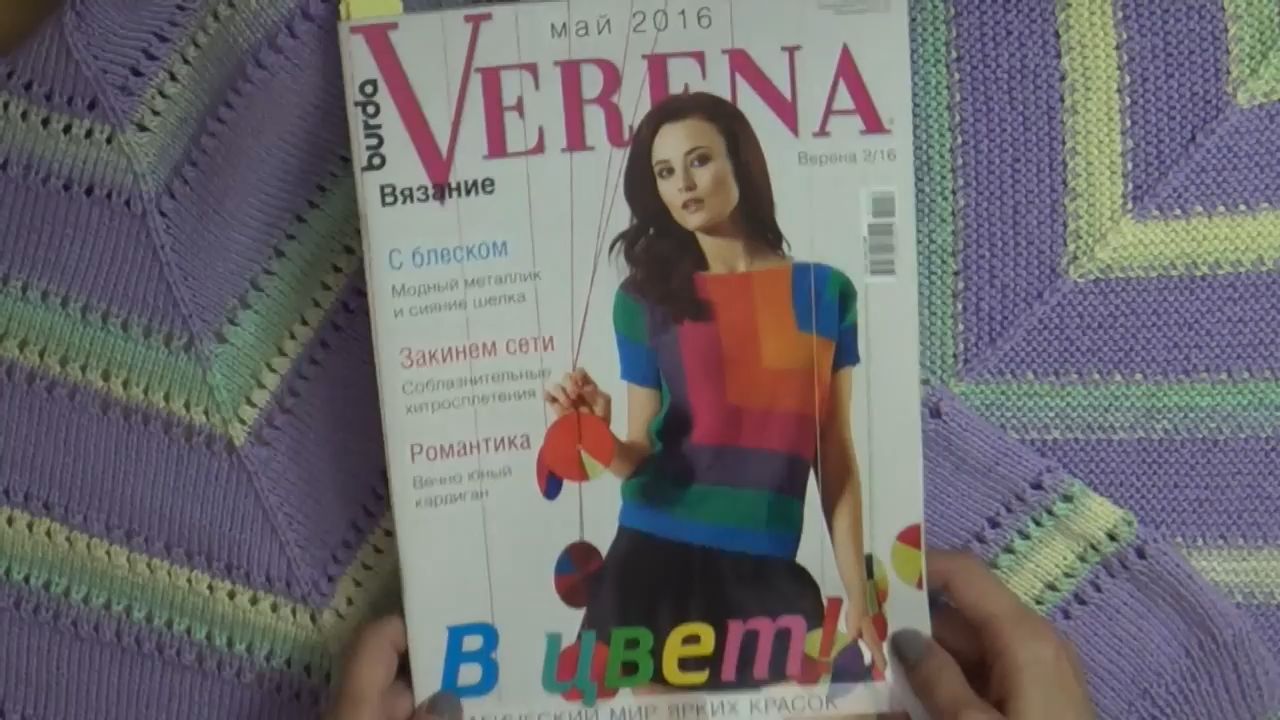 май 2016
burda
VERENA
Верена 2/16
Вязание
С блеском
Модный металлик
и сияние шелка
Закинем сети
Соблазнительные
хитросплетения
Романтика
Вечно юный
кардиган
В цвет!
МИР ЯРКИХ КРАСОК